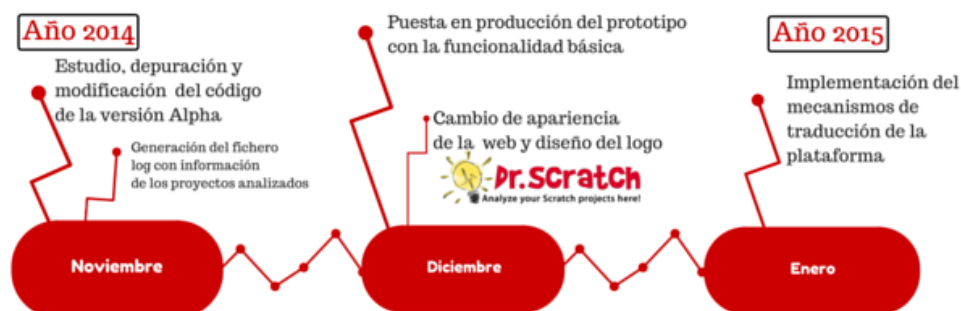 Año 2014
Estudio, depuración y
modificación del código
de la versión Alpha
Generación del fichero
log con información
de los proyectos analizados
Noviembre
Puesta en producción del prototipo
con la funcionalidad básica
Cambio de apariencia
de la web y diseño del logo
Dr.Scratch
Analyze your Scratch projects here!
Diciembre
Año 2015
Implementación del
mecanismos de
traducción de la
plataforma
Enero